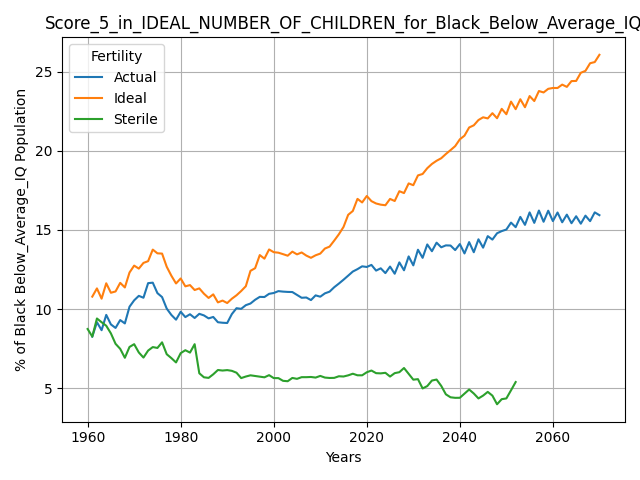 Score_5_in_IDEAL_NUMBER_OF_CHILDREN_for_Black_Below_Average_IQ
Fertility
Actual
Ideal
Sterile
% of Black Below_Average_IQ Population
25
20
15
10
5
1960 1980 2000 2020 2040 2060
Years